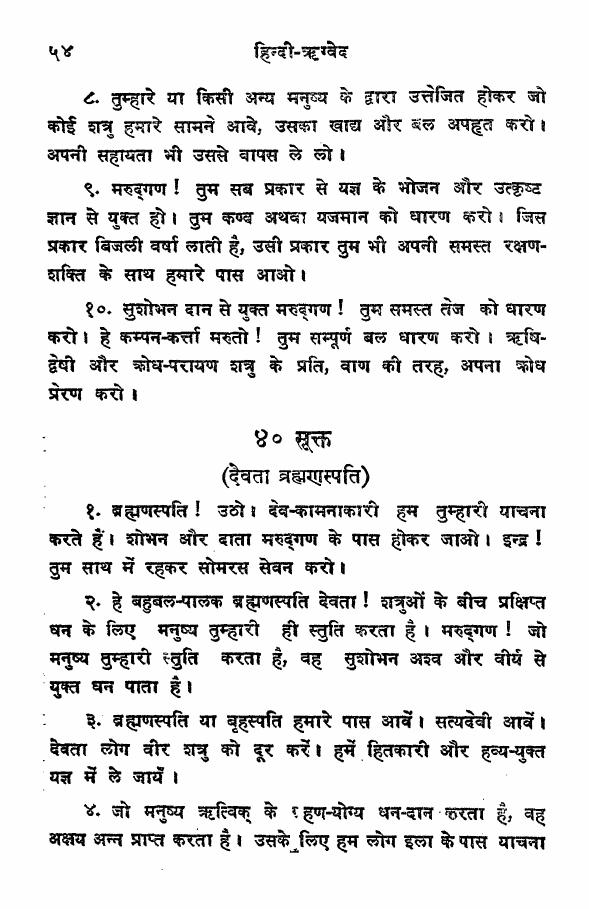 ५४ हिन्दी-ऋग्वेद
८. तुम्हारे या किसी अन्य मनुष्य के द्वारा उत्तेजित होकर जो
कोई शत्रु हमारे सामने आवे, उसका खाद्य और बल अपहृत करो।
अपनी सहायता भी उससे वापस ले लो।
९. मरुद्गण! तुम सब प्रकार से यज्ञ के भोजन और उत्कृष्ट
ज्ञान से युक्त हो। तुम कण्व अथवा यजमान को धारण करो। जिस
प्रकार बिजली वर्षा लाती है, उसी प्रकार तुम भी अपनी समस्त रक्षण-
शक्ति के साथ हमारे पास आओ।
१०. सुशोभन दान से युक्त मरुद्गण! तुम समस्त तेज को धारण
करो। हे कम्पन-कर्त्ता मरुतो! तुम सम्पूर्ण बल धारण करो। ऋषि-
द्वेषी और क्रोध-परायण शत्रु के प्रति, वाण की तरह, अपना क्रोध
प्रेरण करो।
४० सूक्त
(देवता ब्रह्मणस्पति)
१. ब्रह्मणस्पति! उठो। देव-कामनाकारी हम तुम्हारी याचना
करते हैं। शोभन और दाता मरुद्गण के पास होकर जाओ। इन्द्र!
तुम साथ में रहकर सोमरस सेवन करो।
२. हे बहुबल-पालक ब्रह्मणस्पति देवता! शत्रुओं के बीच प्रक्षिप्त
धन के लिए मनुष्य तुम्हारी ही स्तुति करता है। मरुद्गण! जो
मनुष्य तुम्हारी स्तुति करता है, वह सुशोभन अश्व और वीर्य से
युक्त धन पाता है।
३. ब्रह्मणस्पति या बृहस्पति हमारे पास आवें। सत्यदेवी आवें।
देवता लोग वीर शत्रु को दूर करें। हमें हितकारी और हव्य-युक्त
यज्ञ में ले जायँ।
४. जो मनुष्य ऋत्विक् के ग्रहण-योग्य धन-दान करता है, वह
अक्षय अन्न प्राप्त करता है। उसके लिए हम लोग इला के पास याचना